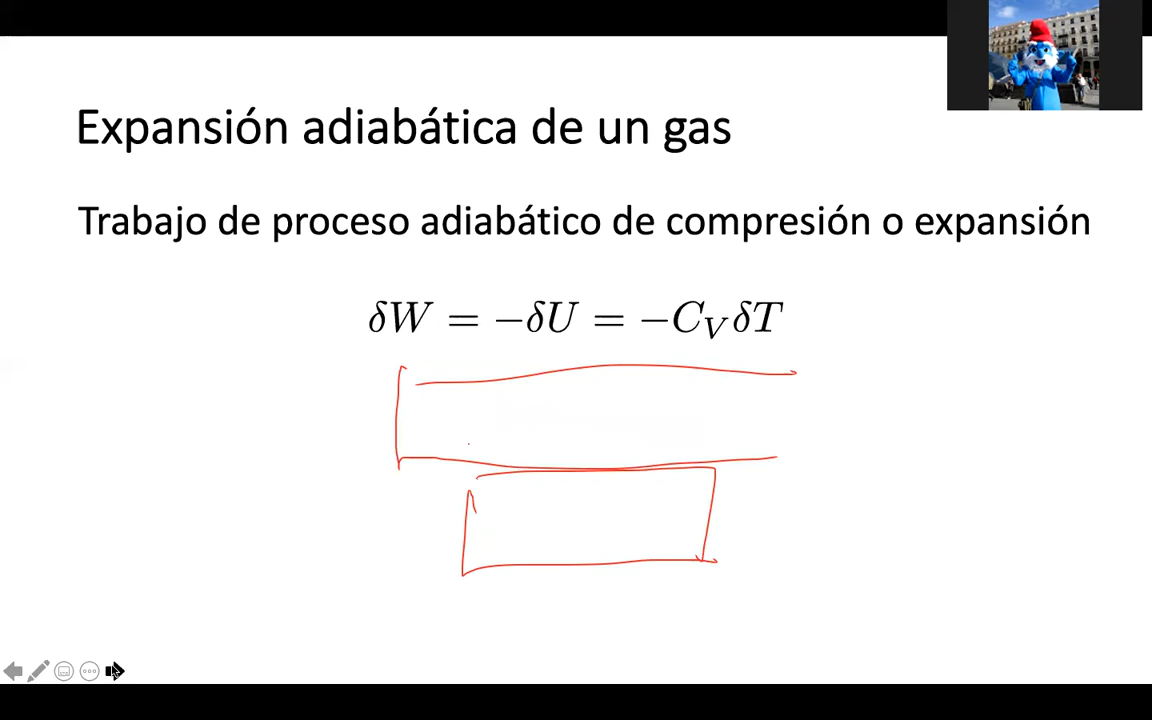 Expansión adiabática de un gas
Trabajo de proceso adiabático de compresión o expansión
δW = −δU = −C_V δT